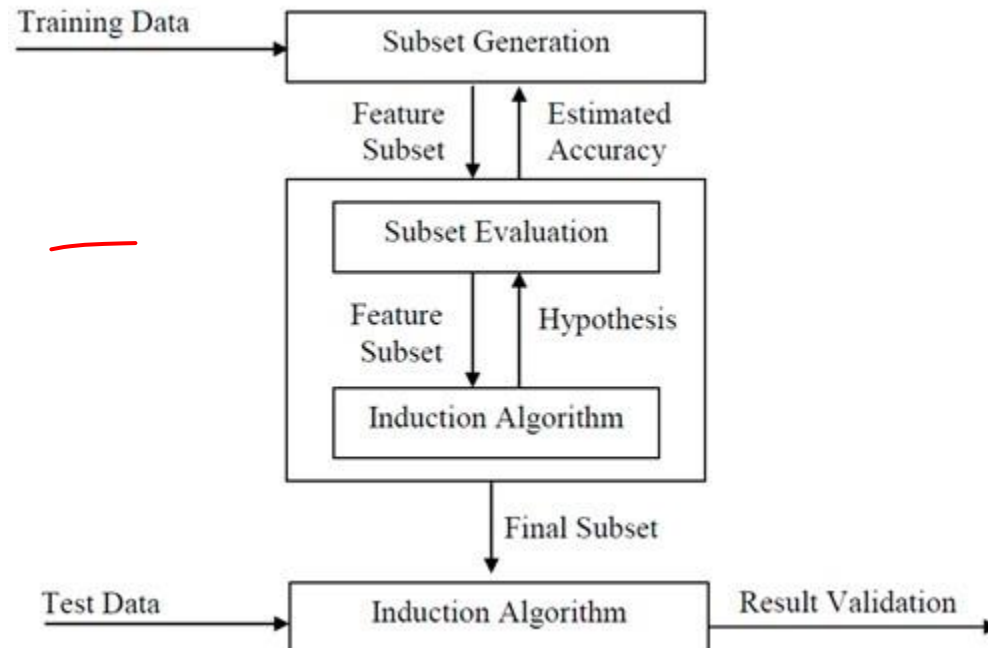 Training Data
Subset Generation
Feature
Subset
Estimated
Accuracy
Subset Evaluation
Feature
Subset
Hypothesis
Induction Algorithm
Final Subset
Test Data
Induction Algorithm
Result Validation